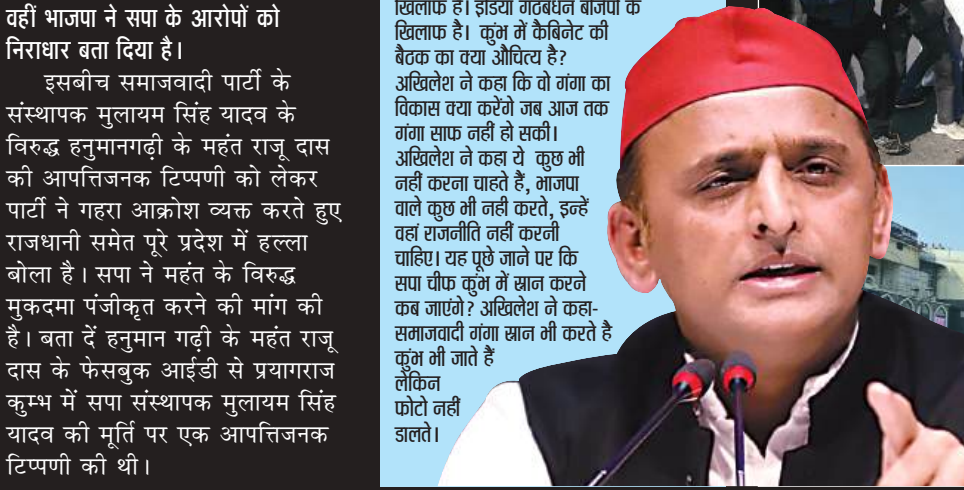 वहीं भाजपा ने सपा के आरोपों को
निराधार बता दिया है।
इसबीच समाजवादी पार्टी के
संस्थापक मुलायम सिंह यादव के
विरुद्ध हनुमानगढ़ी के महंत राजू दास
की आपत्तिजनक टिप्पणी को लेकर
पार्टी ने गहरा आक्रोश व्यक्त करते हुए
राजधानी समेत पूरे प्रदेश में हल्ला
बोला है। सपा ने महंत के विरुद्ध
मुकदमा पंजीकृत करने की मांग की
है। बता दें हनुमान गढ़ी के महंत राजू
दास के फेसबुक आईडी से प्रयागराज
कुम्भ में सपा संस्थापक मुलायम सिंह
यादव की मूर्ति पर एक आपत्तिजनक
टिप्पणी की थी।
खिलाफ है। इंडिया गठबंधन बीजेपी के
खिलाफ है। कुंभ में कैबिनेट की
बैठक का क्या औचित्य है?
अखिलेश ने कहा कि वो गंगा का
विकास क्या करेंगे जब आज तक
गंगा साफ नहीं हो सकी।
अखिलेश ने कहा ये कुछ भी
नहीं करना चाहते हैं, भाजपा
वाले कुछ भी नही करते, इन्हें
वहां राजनीति नहीं करनी
चाहिए। यह पूछे जाने पर कि
सपा चीफ कुंभ में स्नान करने
कब जाएंगे? अखिलेश ने कहा-
समाजवादी गंगा स्नान भी करते है
कुंभ भी जाते हैं
लेकिन
फोटो नहीं
डालते।